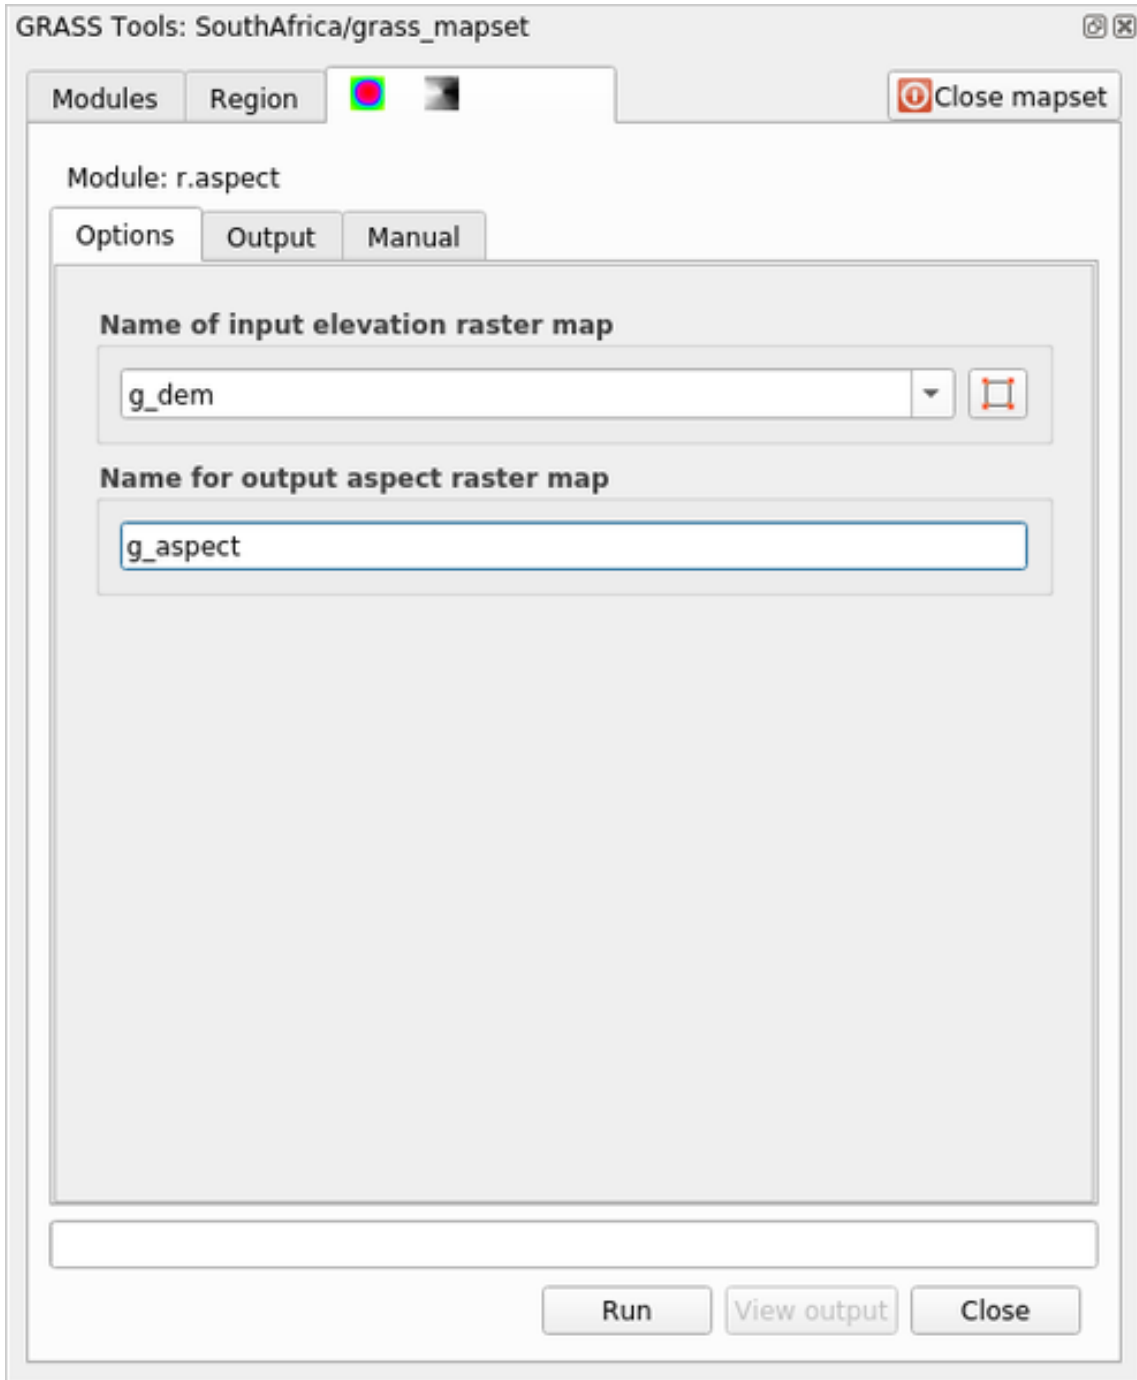 GRASS Tools: SouthAfrica/grass_mapset
Modules Region Close mapset
Module: r.aspect
Options Output Manual
Name of input elevation raster map
g_dem
Name for output aspect raster map
g_aspect
Run View output Close